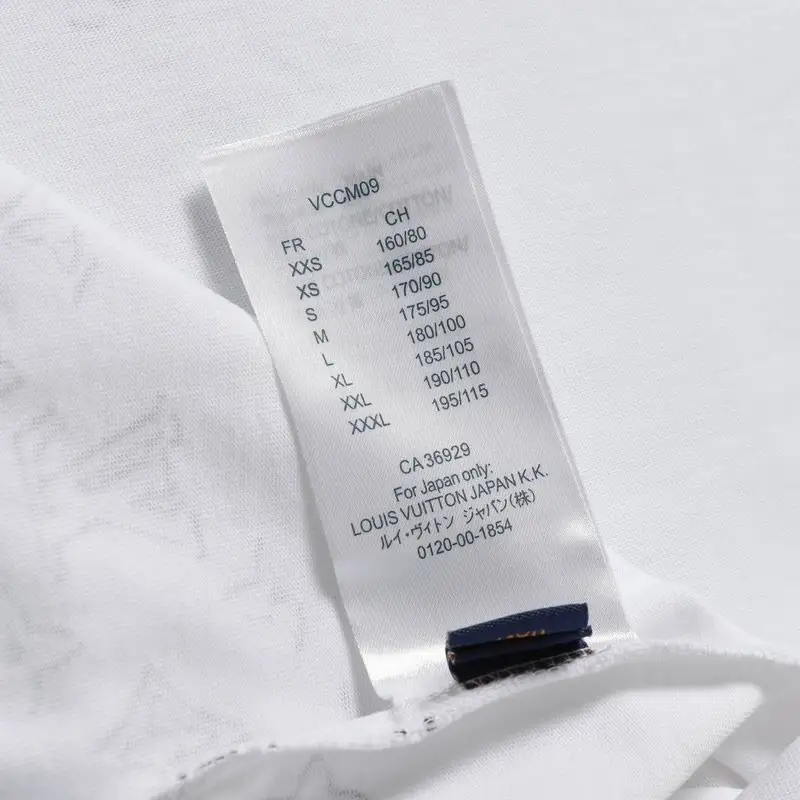 VCCM09
FR CH
XXS 160/80
XS 165/85
S 170/90
M 175/95
L 180/100
XL 185/105
XXL 190/110
XXXL 195/115
CA 36929
For Japan only:
LOUIS VUITTON JAPAN K.K.
ルイ・ヴィトン ジャパン(株)
0120-00-1854